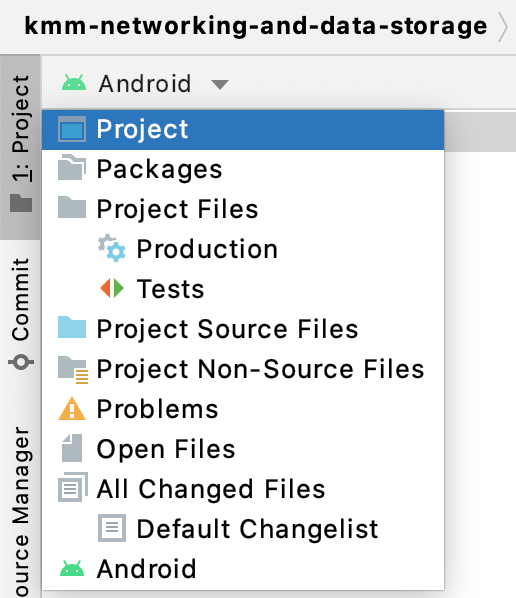 kmm-networking-and-data-storage
1: Project
Commit
ource Manager
Android
Project
Packages
Project Files
Production
Tests
Project Source Files
Project Non-Source Files
Problems
Open Files
All Changed Files
Default Changelist
Android